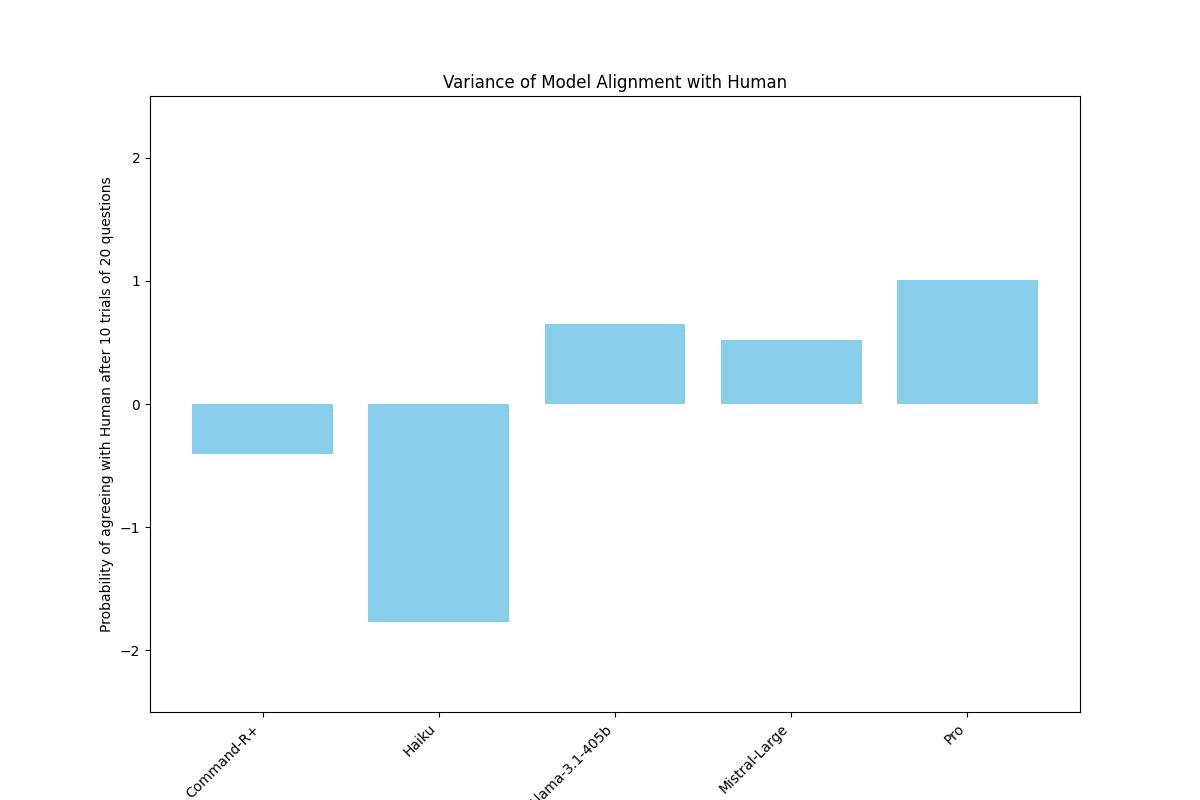 Variance of Model Alignment with Human
Probability of agreeing with Human after 10 trials of 20 questions
2
1
0
−1
−2
Command-R+
Haiku
lama-3.1-405b
Mistral-Large
Pro